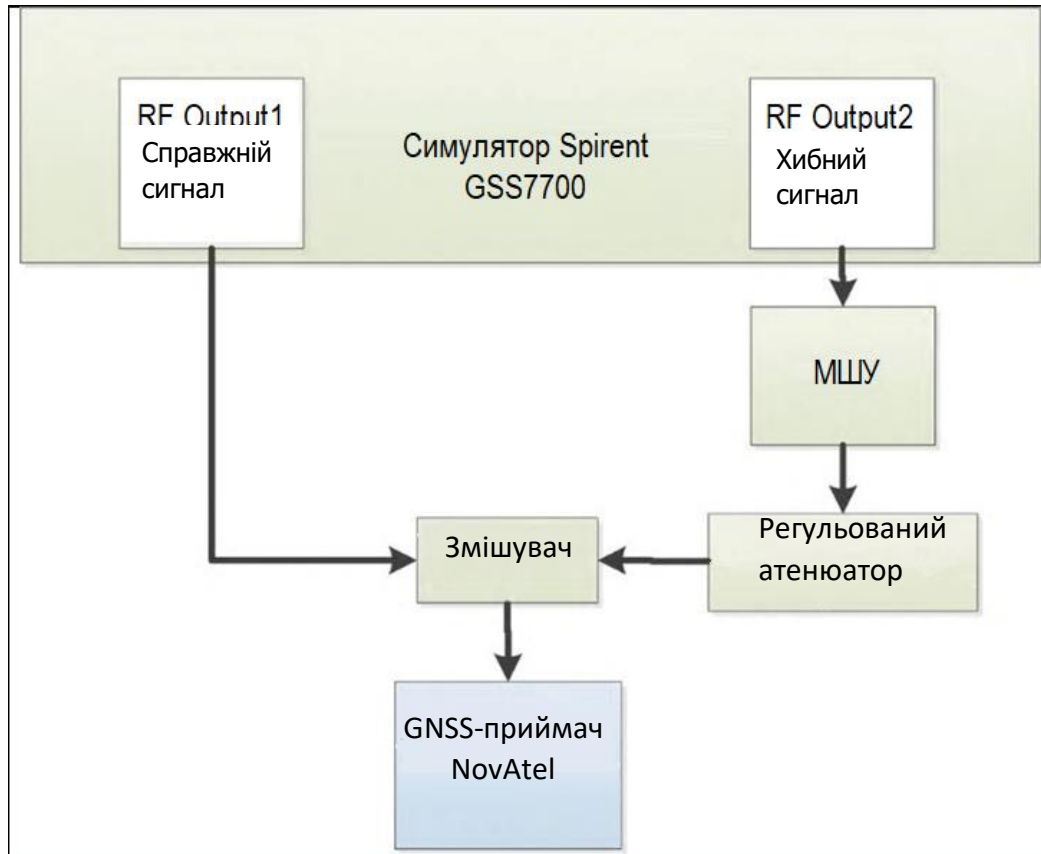 RF Output1
Справжній
сигнал
Симулятор Spirent
GSS7700
RF Output2
Хибний
сигнал
МШУ
Змішувач
Регульований
атенюатор
GNSS-приймач
NovAtel